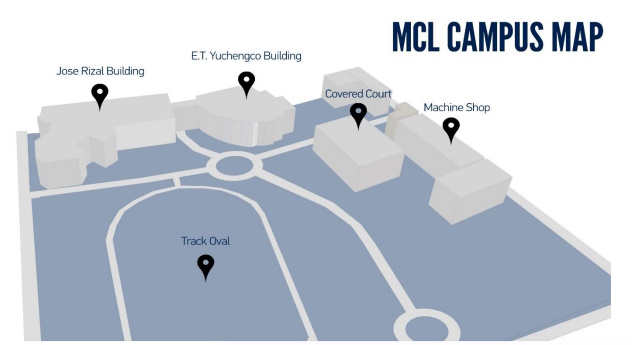 MCL CAMPUS MAP
E.T. Yuchengco Building
Jose Rizal Building
Covered Court
Machine Shop
Track Oval